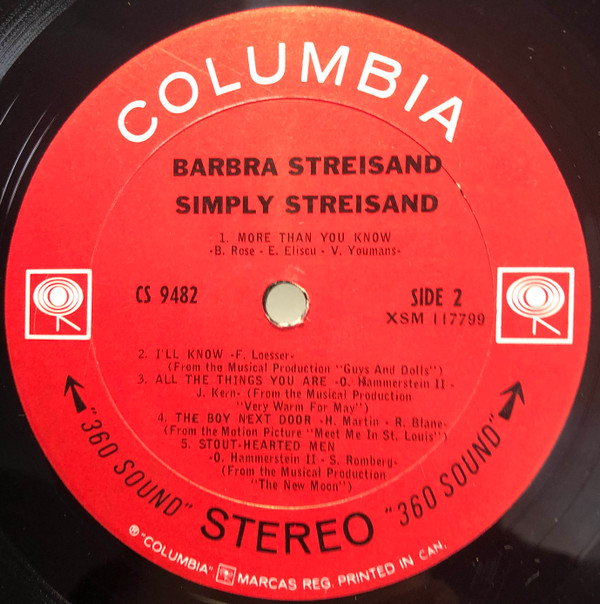 COLUMBIA
BARBRA STREISAND
SIMPLY STREISAND
1. MORE THAN YOU KNOW
-B. Rose - E. Eliscu - V. Youmans-
CS 9482
SIDE 2
XSM 117799
2. I'LL KNOW -F. Loesser-
(From the Musical Production "Guys And Dolls")
3. ALL THE THINGS YOU ARE -O. Hammerstein II -
J. Kern- (From the Musical Production
"Very Warm For May")
4. THE BOY NEXT DOOR -H. Martin - R. Blane-
(From the Motion Picture "Meet Me In St. Louis")
5. STOUT-HEARTED MEN
-O. Hammerstein II - S. Romberg-
(From the Musical Production
"The New Moon")
"360 SOUND" STEREO "360 SOUND"
® "COLUMBIA" MARCAS REG. PRINTED IN CAN.